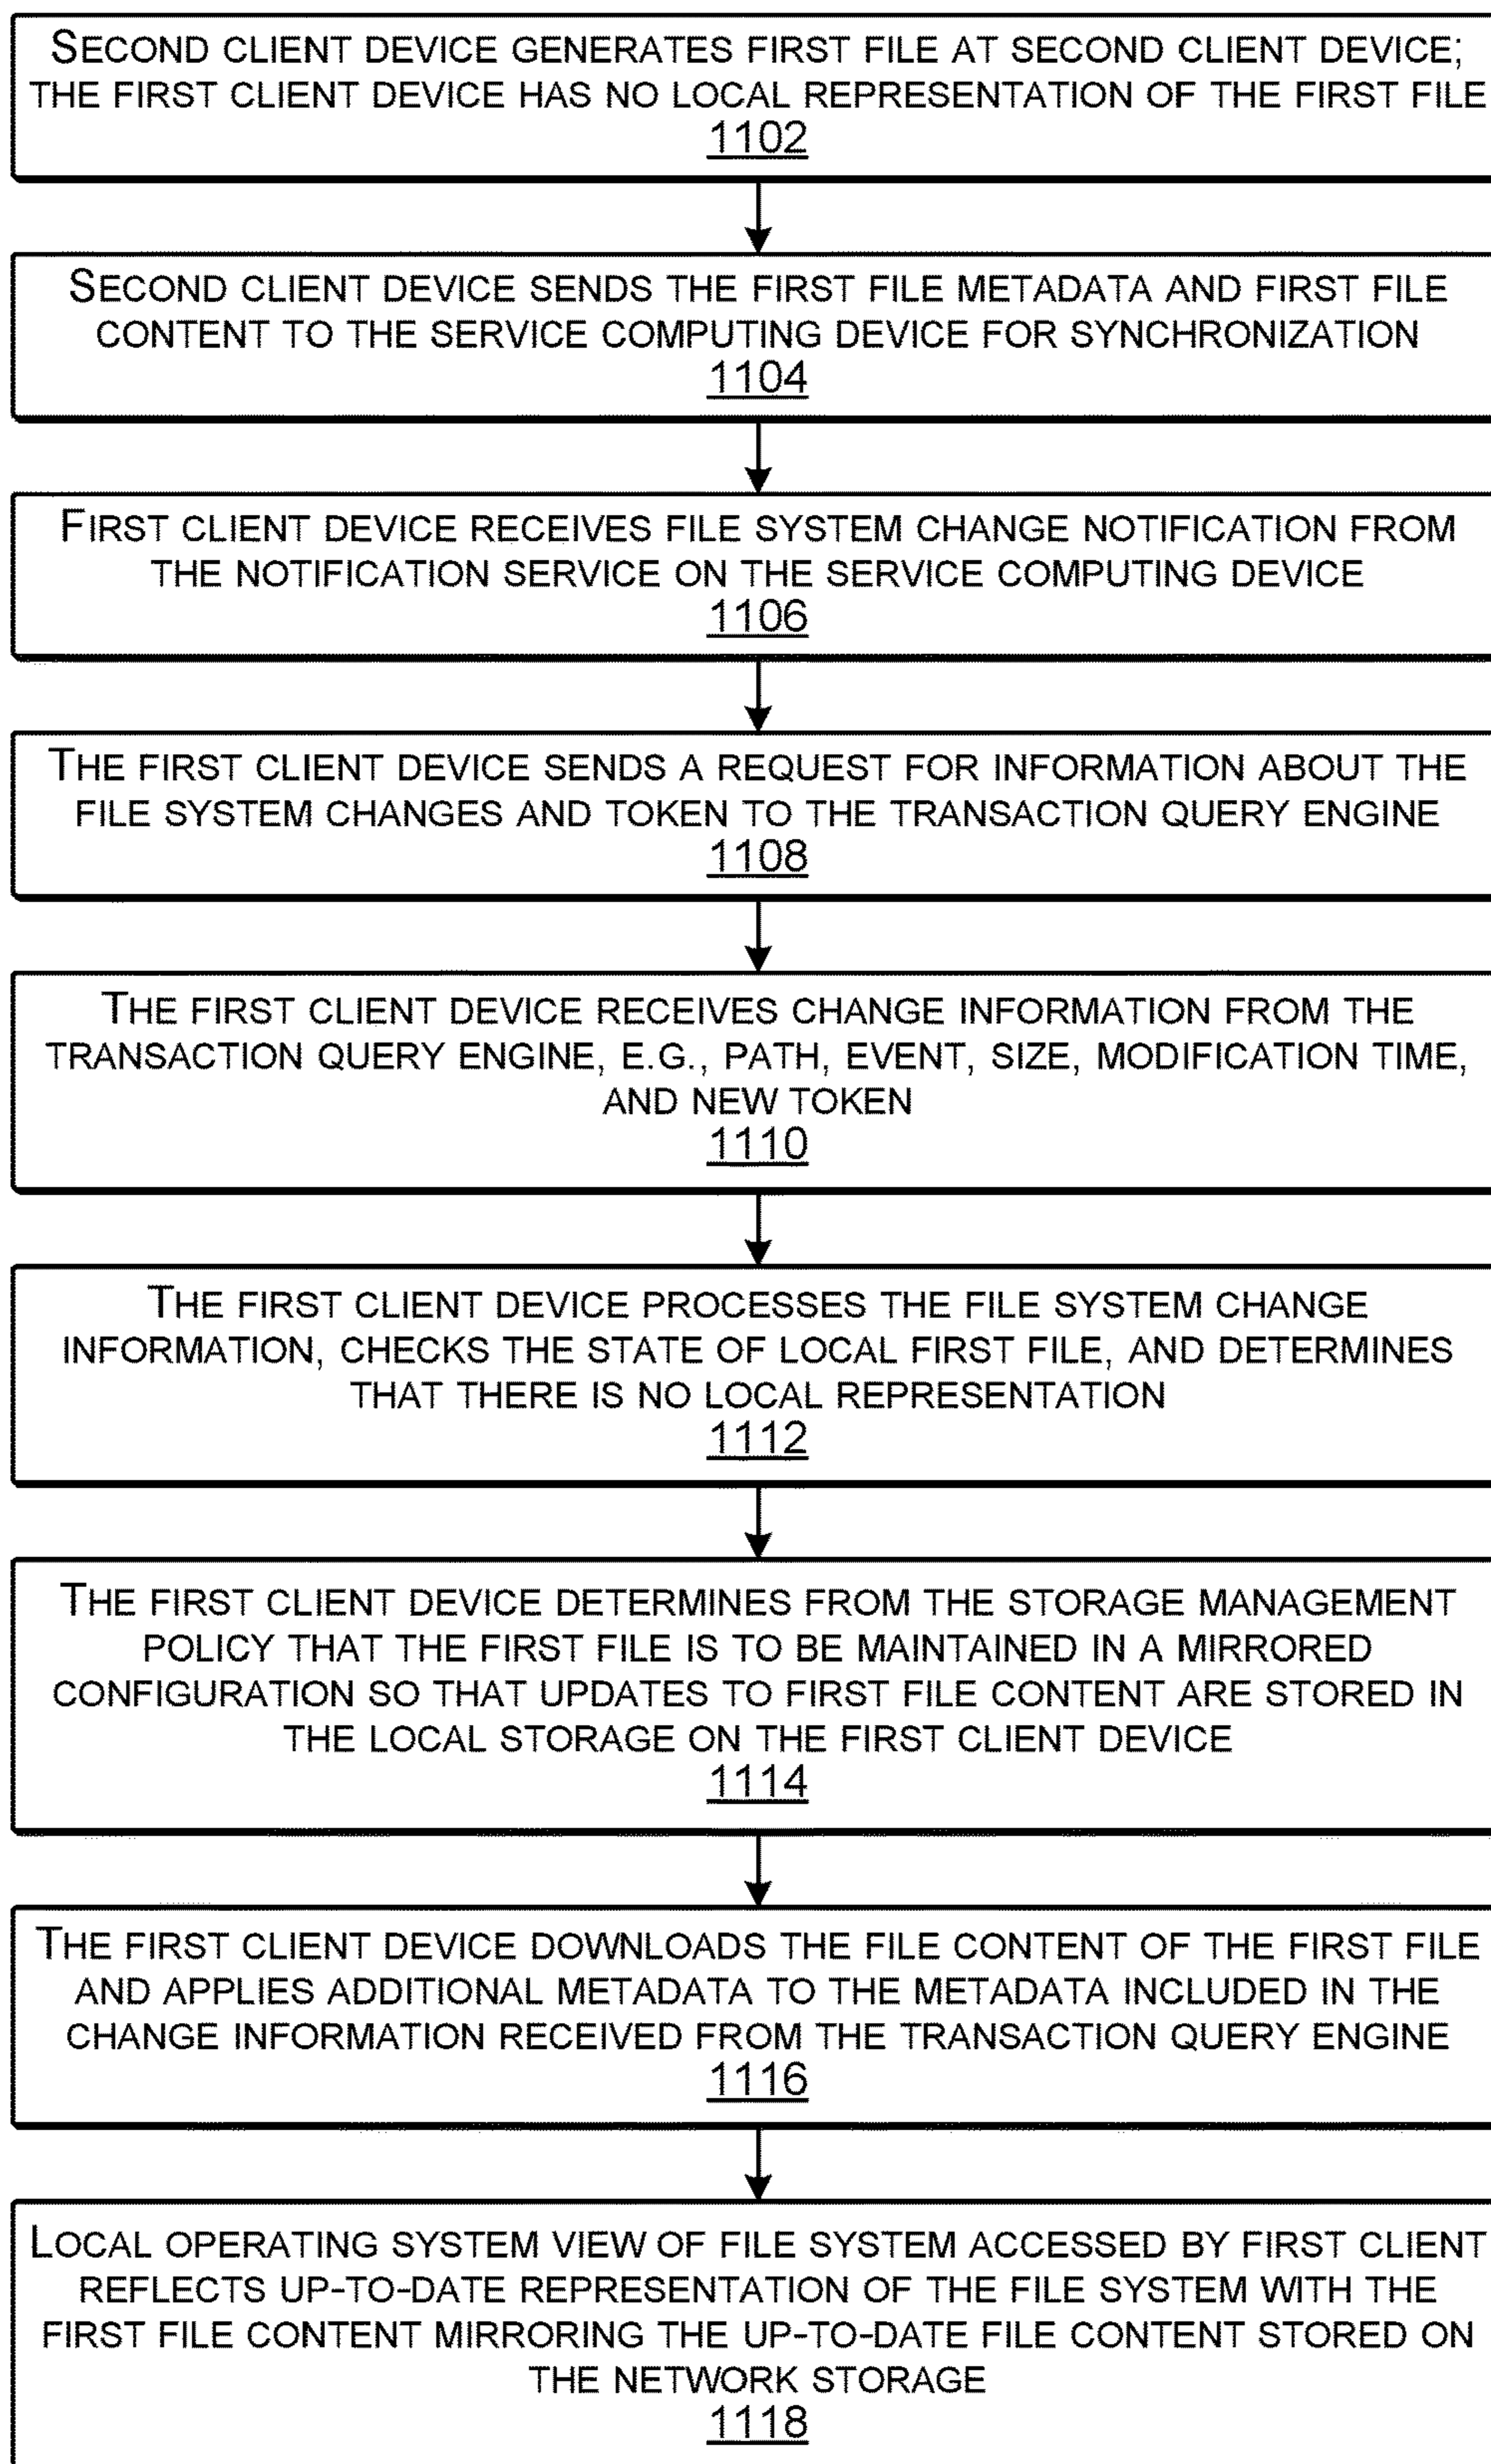 SECOND CLIENT DEVICE GENERATES FIRST FILE AT SECOND CLIENT DEVICE;
THE FIRST CLIENT DEVICE HAS NO LOCAL REPRESENTATION OF THE FIRST FILE
1102
SECOND CLIENT DEVICE SENDS THE FIRST FILE METADATA AND FIRST FILE
CONTENT TO THE SERVICE COMPUTING DEVICE FOR SYNCHRONIZATION
1104
FIRST CLIENT DEVICE RECEIVES FILE SYSTEM CHANGE NOTIFICATION FROM
THE NOTIFICATION SERVICE ON THE SERVICE COMPUTING DEVICE
1106
THE FIRST CLIENT DEVICE SENDS A REQUEST FOR INFORMATION ABOUT THE
FILE SYSTEM CHANGES AND TOKEN TO THE TRANSACTION QUERY ENGINE
1108
THE FIRST CLIENT DEVICE RECEIVES CHANGE INFORMATION FROM THE
TRANSACTION QUERY ENGINE, E.G., PATH, EVENT, SIZE, MODIFICATION TIME,
AND NEW TOKEN
1110
THE FIRST CLIENT DEVICE PROCESSES THE FILE SYSTEM CHANGE
INFORMATION, CHECKS THE STATE OF LOCAL FIRST FILE, AND DETERMINES
THAT THERE IS NO LOCAL REPRESENTATION
1112
THE FIRST CLIENT DEVICE DETERMINES FROM THE STORAGE MANAGEMENT
POLICY THAT THE FIRST FILE IS TO BE MAINTAINED IN A MIRRORED
CONFIGURATION SO THAT UPDATES TO FIRST FILE CONTENT ARE STORED IN
THE LOCAL STORAGE ON THE FIRST CLIENT DEVICE
1114
THE FIRST CLIENT DEVICE DOWNLOADS THE FILE CONTENT OF THE FIRST FILE
AND APPLIES ADDITIONAL METADATA TO THE METADATA INCLUDED IN THE
CHANGE INFORMATION RECEIVED FROM THE TRANSACTION QUERY ENGINE
1116
LOCAL OPERATING SYSTEM VIEW OF FILE SYSTEM ACCESSED BY FIRST CLIENT
REFLECTS UP-TO-DATE REPRESENTATION OF THE FILE SYSTEM WITH THE
FIRST FILE CONTENT MIRRORING THE UP-TO-DATE FILE CONTENT STORED ON
THE NETWORK STORAGE
1118